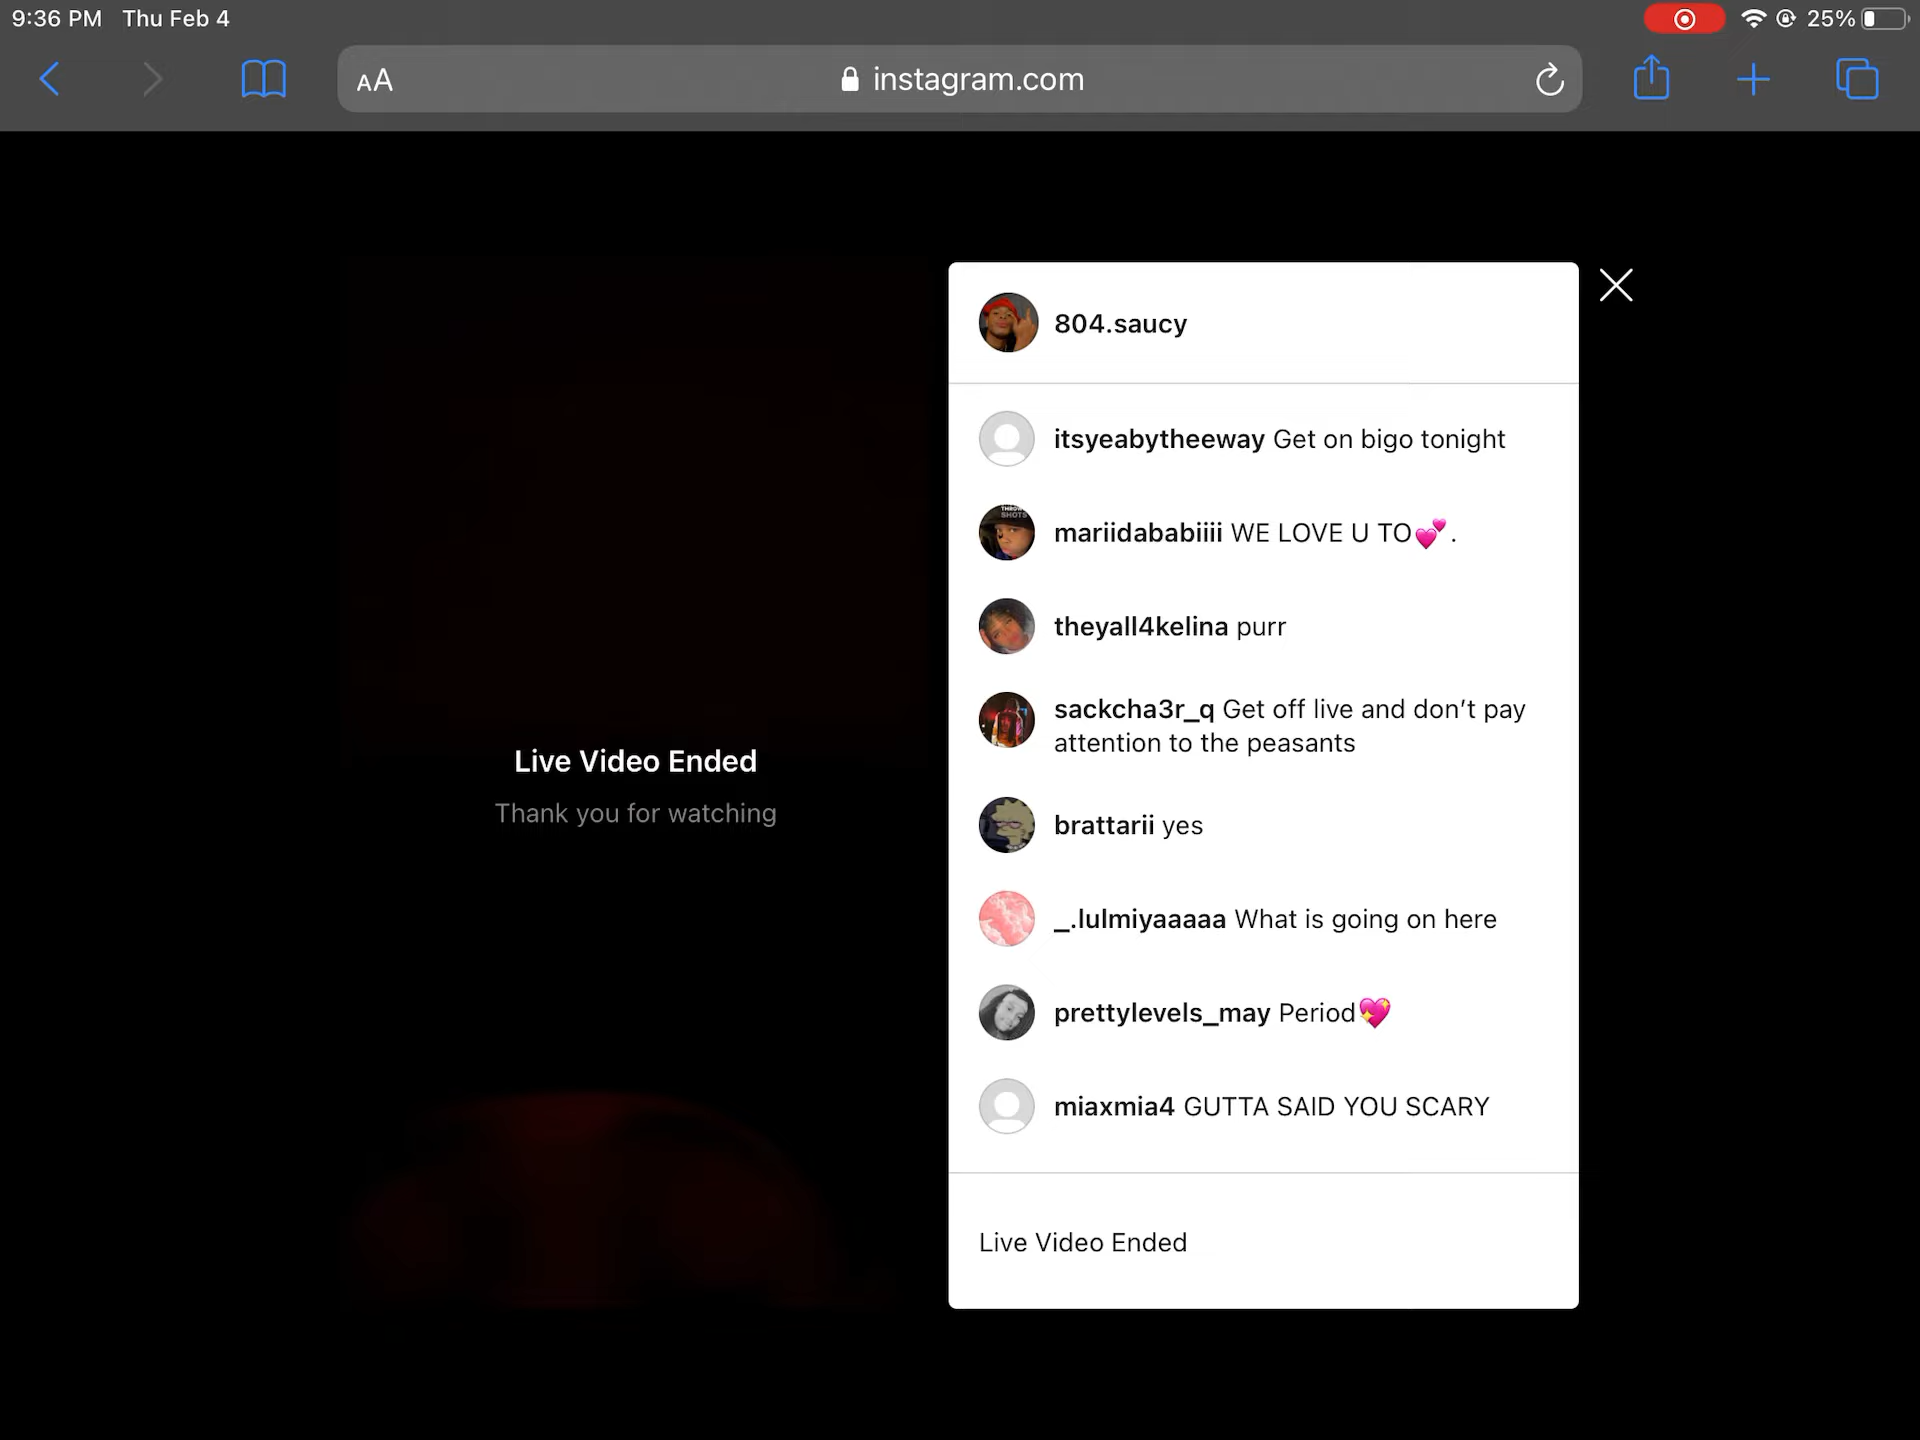 9:36 PM Thu Feb 4
25%
AA
instagram.com
804.saucy
itsyeabytheeway Get on bigo tonight
THROW
SHOTS
mariidababiiii WE LOVE U TO💕.
theyall4kelina purr
sackcha3r_q Get off live and don’t pay
attention to the peasants
Live Video Ended
Thank you for watching
brattarii yes
_.lulmiyaaaaa What is going on here
prettylevels_may Period💖
miaxmia4 GUTTA SAID YOU SCARY
Live Video Ended